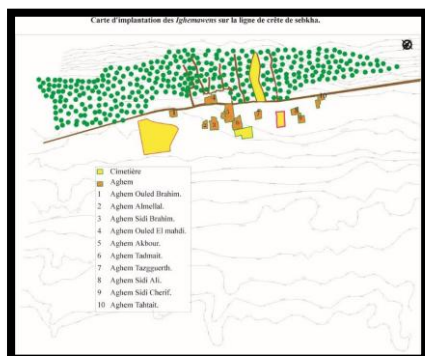 Carte d'implantation des Ighemawens sur la ligne de crête de sebkha.
Cimetière
Aghem
1 Aghem Ouled Brahim.
2 Aghem Almellal.
3 Aghem Sidi Brahim.
4 Aghem Ouled El mahdi.
5 Aghem Akbour.
6 Aghem Tadmait.
7 Aghem Tazgguerth.
8 Aghem Sidi Ali.
9 Aghem Sidi Cherif.
10 Aghem Tahtait.